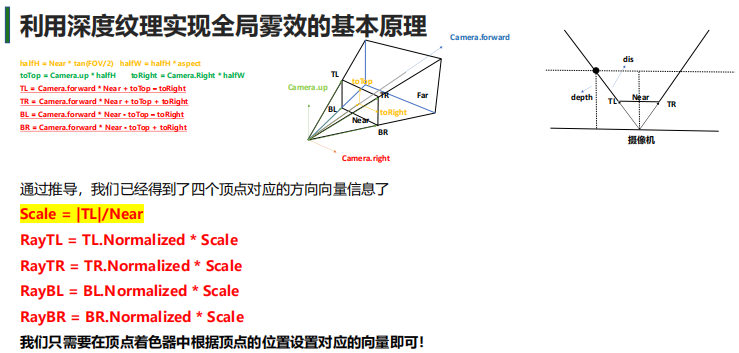 利用深度纹理实现全局雾效的基本原理
halfH = Near * tan(FOV/2) halfW = halfH * aspect
toTop = Camera.up * halfH toRight = Camera.Right * halfW
TL = Camera.forward * Near + toTop - toRight
TR = Camera.forward * Near + toTop + toRight
BL = Camera.forward * Near - toTop - toRight
BR = Camera.forward * Near - toTop + toRight
Camera.forward
TL
toTop
Camera.up
TR
Far
BL
toRight
Near
BR
Camera.right
dis
depth
TL
Near
TR
摄像机
通过推导，我们已经得到了四个顶点对应的方向向量信息了
Scale = |TL|/Near
RayTL = TL.Normalized * Scale
RayTR = TR.Normalized * Scale
RayBL = BL.Normalized * Scale
RayBR = BR.Normalized * Scale
我们只需要在顶点着色器中根据顶点的位置设置对应的向量即可！